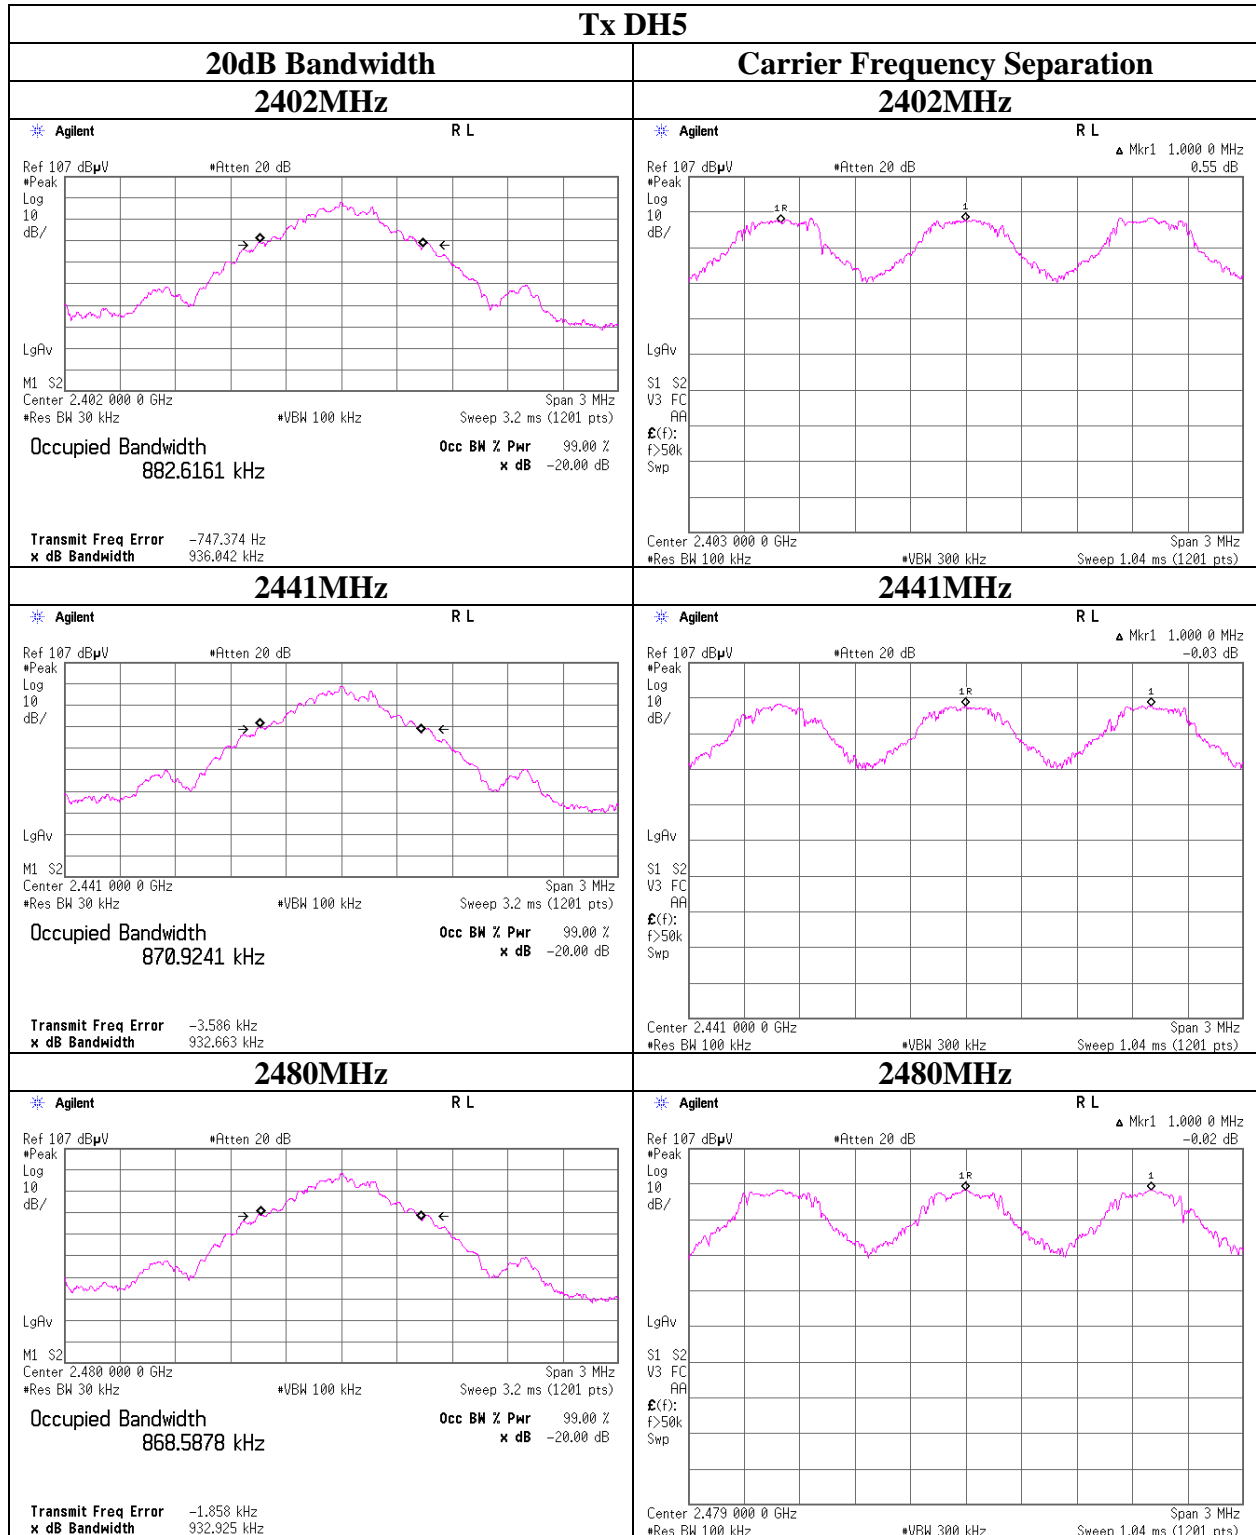 Tx DH5
20dB Bandwidth
Carrier Frequency Separation
2402MHz
2402MHz
Agilent
R L
Ref 107 dBµV
#Atten 20 dB
#Peak
Log
10
dB/
LgAv
M1 S2
Center 2.402 000 0 GHz
Span 3 MHz
#Res BW 30 kHz
#VBW 100 kHz
Sweep 3.2 ms (1201 pts)
Occupied Bandwidth
882.6161 kHz
Occ BW % Pwr 99.00 %
x dB -20.00 dB
Transmit Freq Error -747.374 Hz
x dB Bandwidth 936.042 kHz
Agilent
R L
Δ Mkr1 1.000 0 MHz
Ref 107 dBµV
#Atten 20 dB
0.55 dB
#Peak
Log
10
dB/
1R
1
LgAv
S1 S2
V3 FC
AA
£(f):
f>50k
Swp
Center 2.403 000 0 GHz
Span 3 MHz
#Res BW 100 kHz
#VBW 300 kHz
Sweep 1.04 ms (1201 pts)
2441MHz
2441MHz
Agilent
R L
Ref 107 dBµV
#Atten 20 dB
#Peak
Log
10
dB/
LgAv
M1 S2
Center 2.441 000 0 GHz
Span 3 MHz
#Res BW 30 kHz
#VBW 100 kHz
Sweep 3.2 ms (1201 pts)
Occupied Bandwidth
870.9241 kHz
Occ BW % Pwr 99.00 %
x dB -20.00 dB
Transmit Freq Error -3.586 kHz
x dB Bandwidth 932.663 kHz
Agilent
R L
Δ Mkr1 1.000 0 MHz
Ref 107 dBµV
#Atten 20 dB
-0.03 dB
#Peak
Log
10
dB/
1R
1
LgAv
S1 S2
V3 FC
AA
£(f):
f>50k
Swp
Center 2.441 000 0 GHz
Span 3 MHz
#Res BW 100 kHz
#VBW 300 kHz
Sweep 1.04 ms (1201 pts)
2480MHz
2480MHz
Agilent
R L
Ref 107 dBµV
#Atten 20 dB
#Peak
Log
10
dB/
LgAv
M1 S2
Center 2.480 000 0 GHz
Span 3 MHz
#Res BW 30 kHz
#VBW 100 kHz
Sweep 3.2 ms (1201 pts)
Occupied Bandwidth
868.5878 kHz
Occ BW % Pwr 99.00 %
x dB -20.00 dB
Transmit Freq Error -1.858 kHz
x dB Bandwidth 932.925 kHz
Agilent
R L
Δ Mkr1 1.000 0 MHz
Ref 107 dBµV
#Atten 20 dB
-0.02 dB
#Peak
Log
10
dB/
1R
1
LgAv
S1 S2
V3 FC
AA
£(f):
f>50k
Swp
Center 2.479 000 0 GHz
Span 3 MHz
#Res BW 100 kHz
#VBW 300 kHz
Sweep 1.04 ms (1201 pts)